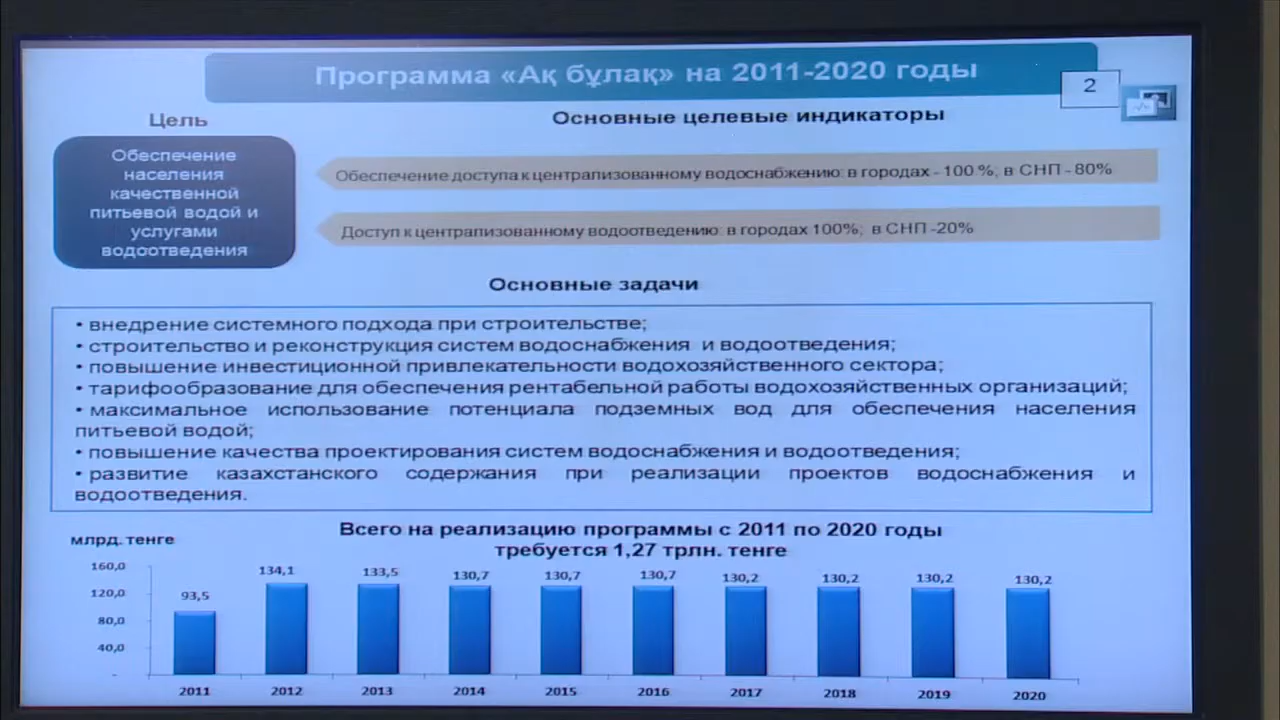 Программа «Ақ бұлақ» на 2011-2020 годы
2
Цель
Основные целевые индикаторы
Обеспечение
населения
качественной
питьевой водой и
услугами
водоотведения
Обеспечение доступа к централизованному водоснабжению: в городах - 100 %; в СНП - 80%
Доступ к централизованному водоотведению: в городах 100%; в СНП -20%
Основные задачи
• внедрение системного подхода при строительстве;
• строительство и реконструкция систем водоснабжения и водоотведения;
• повышение инвестиционной привлекательности водохозяйственного сектора;
• тарифообразование для обеспечения рентабельной работы водохозяйственных организаций;
• максимальное использование потенциала подземных вод для обеспечения населения
питьевой водой;
• повышение качества проектирования систем водоснабжения и водоотведения;
• развитие казахстанского содержания при реализации проектов водоснабжения и
водоотведения.
Всего на реализацию программы с 2011 по 2020 годы
требуется 1,27 трлн. тенге
млрд. тенге
160,0
120,0
80,0
40,0
-
93,5
134,1
133,5
130,7
130,7
130,7
130,2
130,2
130,2
130,2
2011
2012
2013
2014
2015
2016
2017
2018
2019
2020